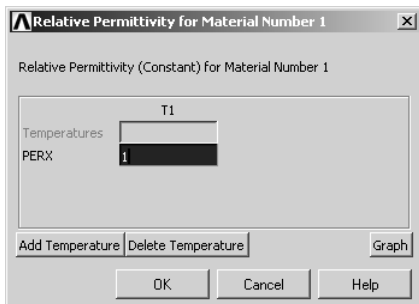 Relative Permittivity for Material Number 1
Relative Permittivity (Constant) for Material Number 1
T1
Temperatures
PERX 1
Add Temperature Delete Temperature Graph
OK Cancel Help